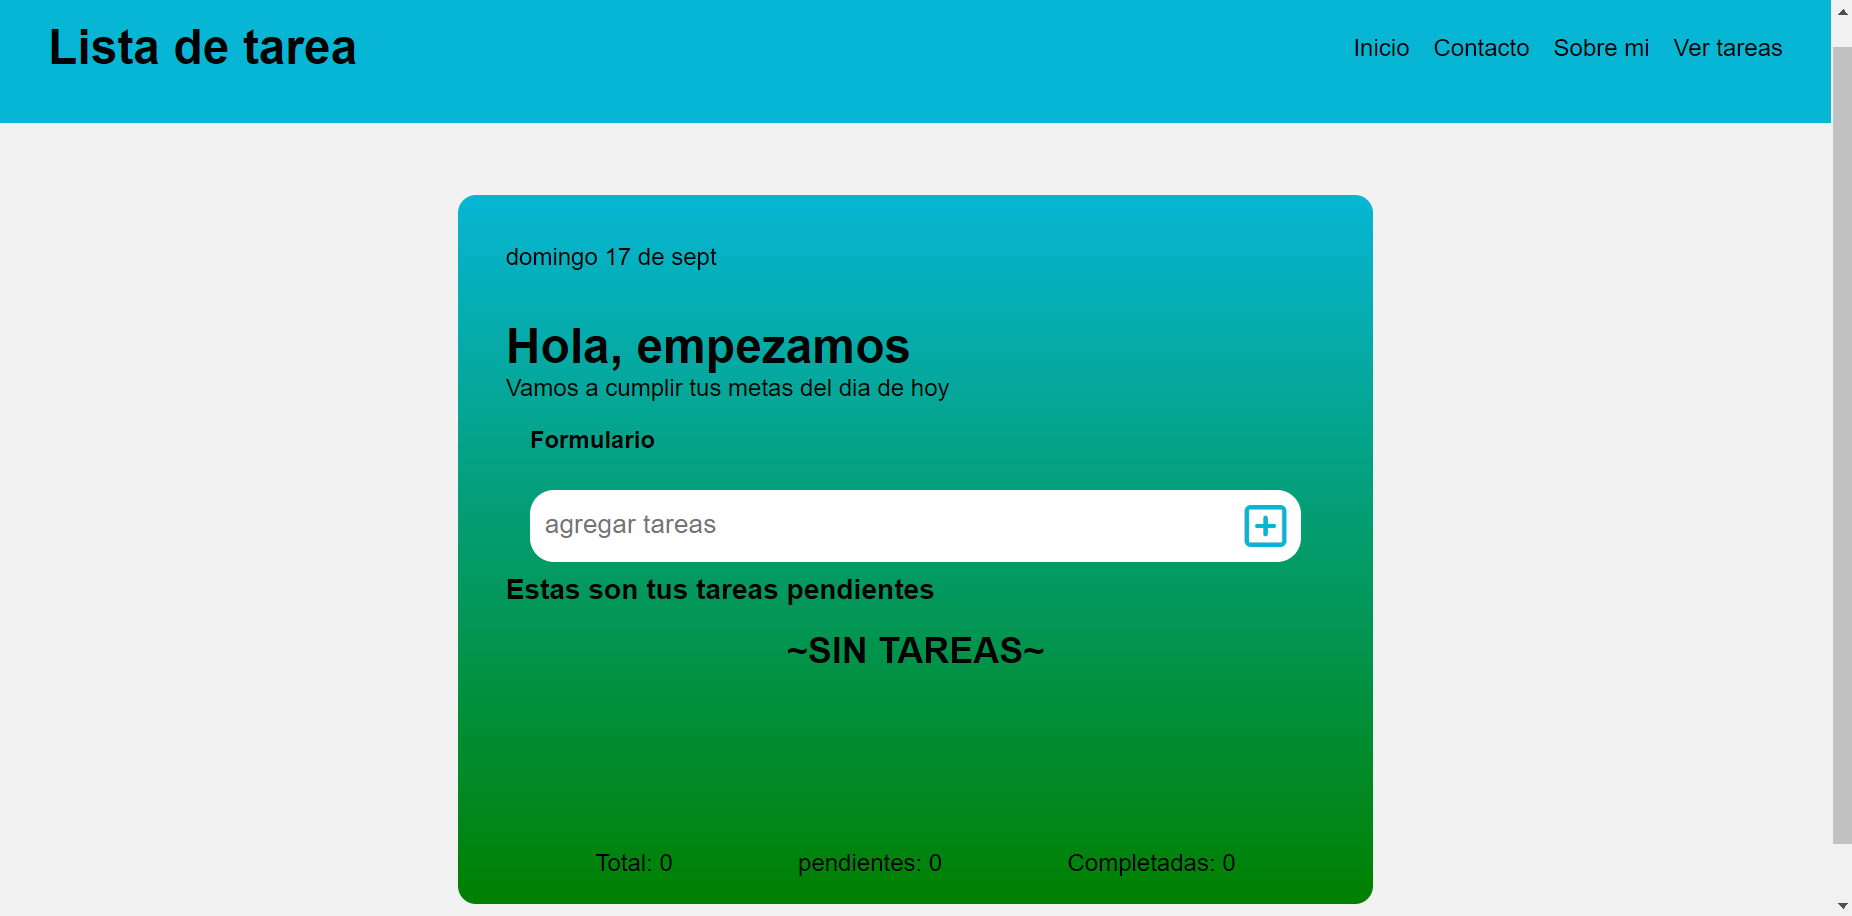 Lista de tarea
Inicio Contacto Sobre mi Ver tareas
domingo 17 de sept
Hola, empezamos
Vamos a cumplir tus metas del dia de hoy
Formulario
agregar tareas
Estas son tus tareas pendientes
~SIN TAREAS~
Total: 0 pendientes: 0 Completadas: 0